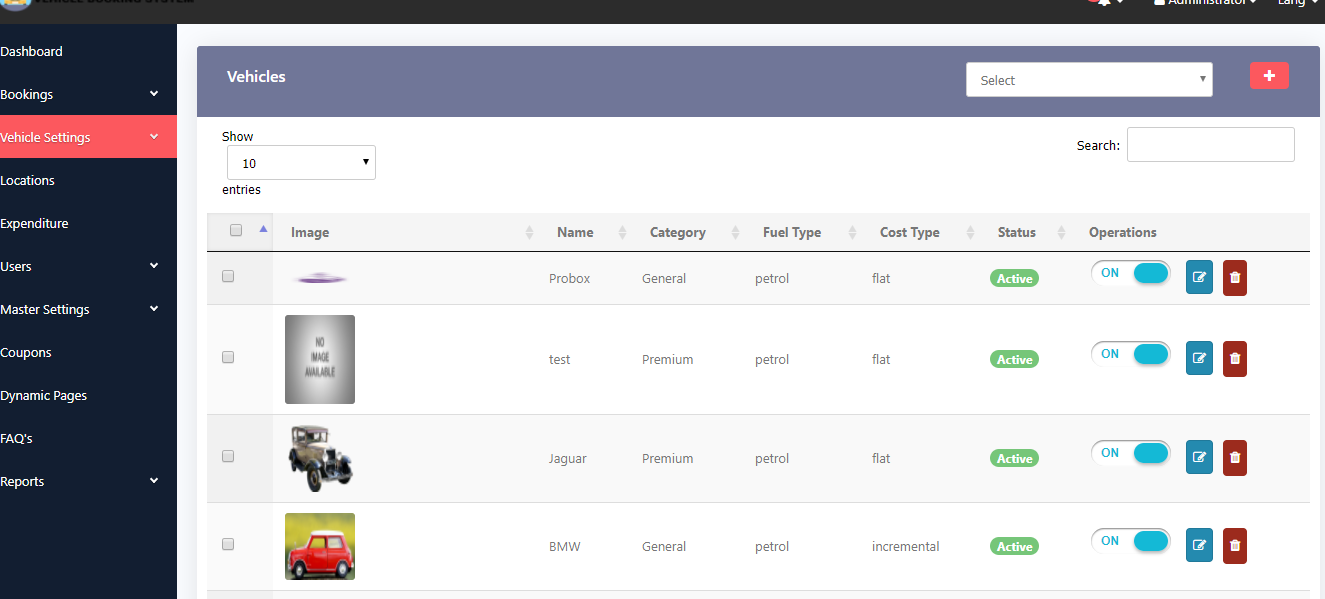 VEHICLE BOOKING SYSTEM
Administrator
Lang
Dashboard
Bookings
Vehicle Settings
Locations
Expenditure
Users
Master Settings
Coupons
Dynamic Pages
FAQ's
Reports
Vehicles
Select
+
Show
10
entries
Search:
Image Name Category Fuel Type Cost Type Status Operations
Probox General petrol flat Active ON
NO
IMAGE
AVAILABLE
test Premium petrol flat Active ON
Jaguar Premium petrol flat Active ON
BMW General petrol incremental Active ON